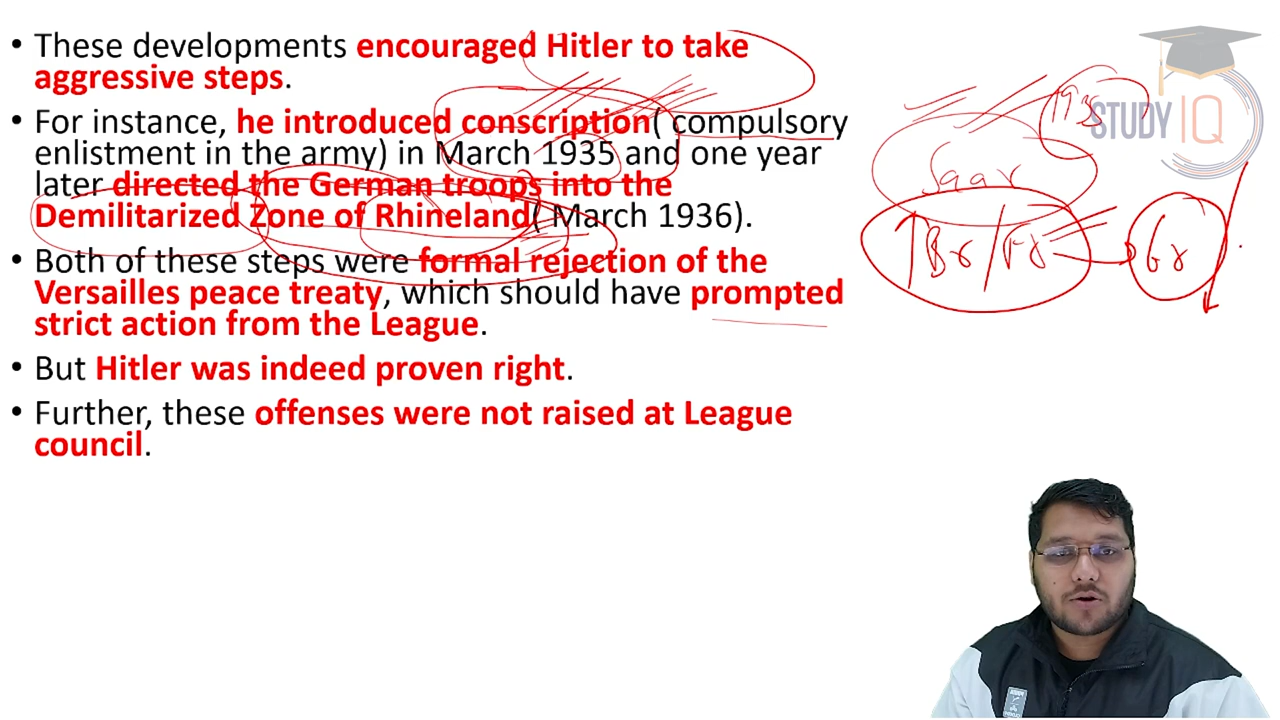 • These developments encouraged Hitler to take
aggressive steps.
• For instance, he introduced conscription( compulsory
enlistment in the army) in March 1935 and one year
later directed the German troops into the
Demilitarized Zone of Rhineland( March 1936).
• Both of these steps were formal rejection of the
Versailles peace treaty, which should have prompted
strict action from the League.
• But Hitler was indeed proven right.
• Further, these offenses were not raised at League
council.
1935
STUDY IQ
Saar
Br/Fr
Gr